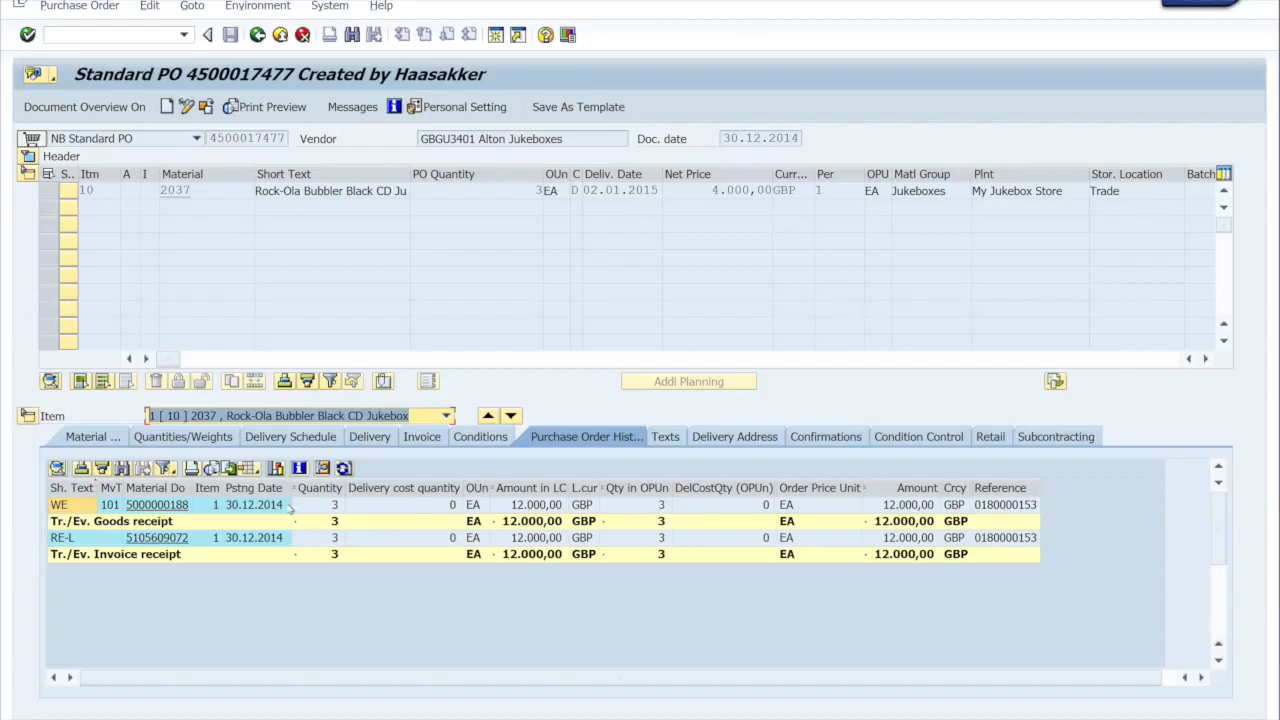 Purchase Order Edit Goto Environment System Help
Standard PO 4500017477 Created by Haasakker
Document Overview On Print Preview Messages Personal Setting Save As Template
NB Standard PO 4500017477 Vendor GBGU3401 Alton Jukeboxes Doc. date 30.12.2014
Header
S.. Itm A I Material Short Text PO Quantity OUn C Deliv. Date Net Price Curr... Per OPU Matl Group Plnt Stor. Location Batch
10 2037 Rock-Ola Bubbler Black CD Ju 3 EA D 02.01.2015 4.000,00 GBP 1 EA Jukeboxes My Jukebox Store Trade
Addl Planning
Item 1 [ 10 ] 2037 , Rock-Ola Bubbler Black CD Jukebox
Material ... Quantities/Weights Delivery Schedule Delivery Invoice Conditions Purchase Order Hist... Texts Delivery Address Confirmations Condition Control Retail Subcontracting
Sh. Text MvT Material Do Item Pstng Date Quantity Delivery cost quantity OUn Amount in LC L.cur Qty in OPUn DelCostQty (OPUn) Order Price Unit Amount Crcy Reference
WE 101 5000000188 1 30.12.2014 3 0 EA 12.000,00 GBP 3 0 EA 12.000,00 GBP 0180000153
Tr./Ev. Goods receipt 3 EA 12.000,00 GBP 3 EA 12.000,00 GBP
RE-L 5105609072 1 30.12.2014 3 0 EA 12.000,00 GBP 3 0 EA 12.000,00 GBP 0180000153
Tr./Ev. Invoice receipt 3 EA 12.000,00 GBP 3 EA 12.000,00 GBP